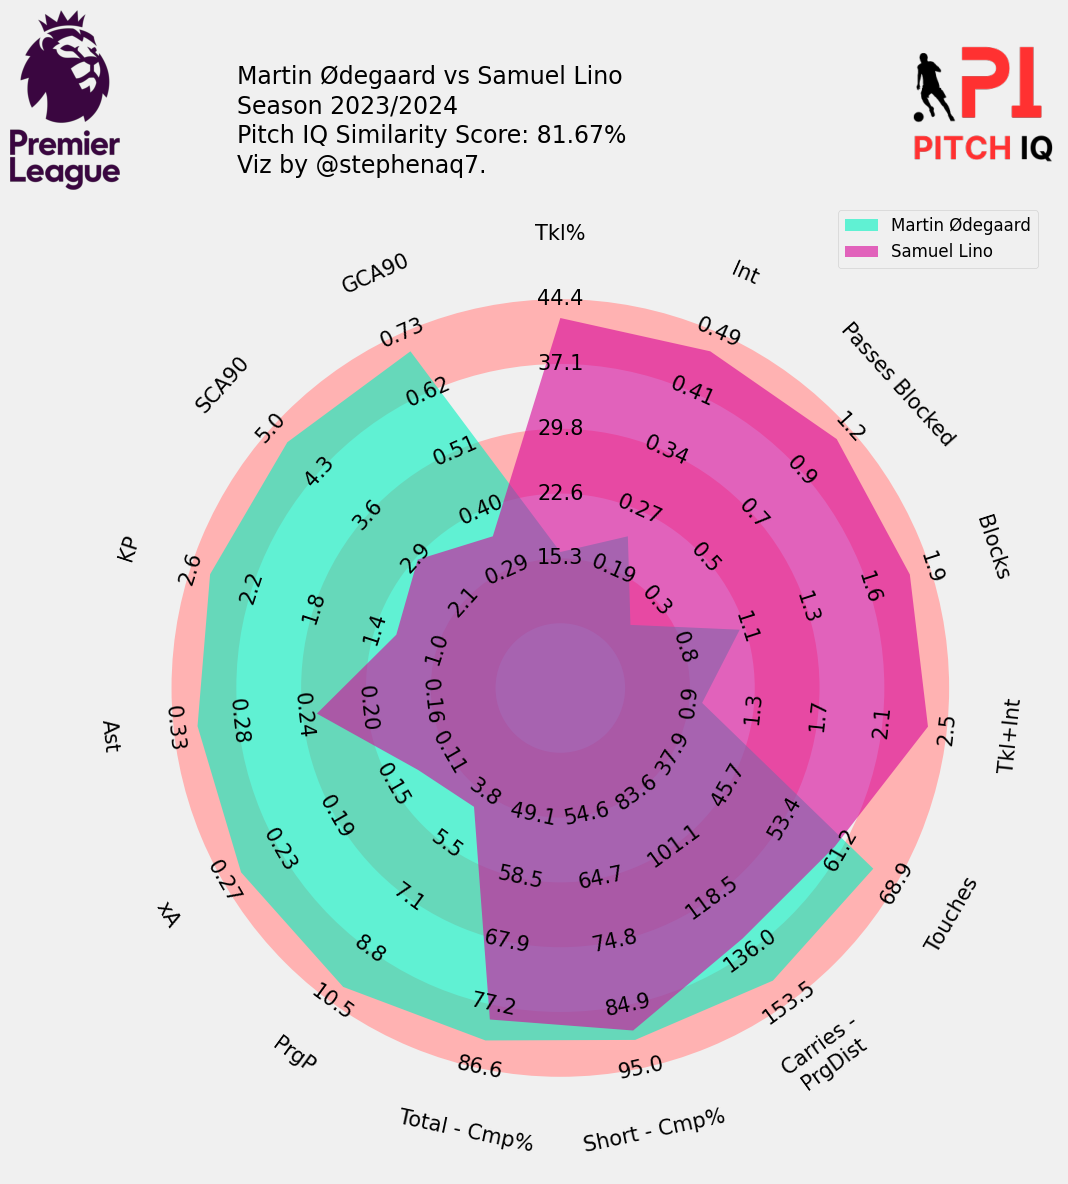 Premier
League
Martin Ødegaard vs Samuel Lino
Season 2023/2024
Pitch IQ Similarity Score: 81.67%
Viz by @stephenaq7.
PI
PITCH IQ
Martin Ødegaard
Samuel Lino
Tkl%
15.3
22.6
29.8
37.1
44.4
Int
0.19
0.27
0.34
0.41
0.49
Passes Blocked
0.3
0.5
0.7
0.9
1.2
Blocks
0.8
1.1
1.3
1.6
1.9
Tkl+Int
0.9
1.3
1.7
2.1
2.5
Touches
37.9
45.7
53.4
61.2
68.9
Carries -
PrgDist
83.6
101.1
118.5
136.0
153.5
Short - Cmp%
54.6
64.7
74.8
84.9
95.0
Total - Cmp%
49.1
58.5
67.9
77.2
86.6
PrgP
3.8
5.5
7.1
8.8
10.5
xA
0.11
0.15
0.19
0.23
0.27
Ast
0.16
0.20
0.24
0.28
0.33
KP
1.0
1.4
1.8
2.2
2.6
SCA90
2.1
2.9
3.6
4.3
5.0
GCA90
0.29
0.40
0.51
0.62
0.73